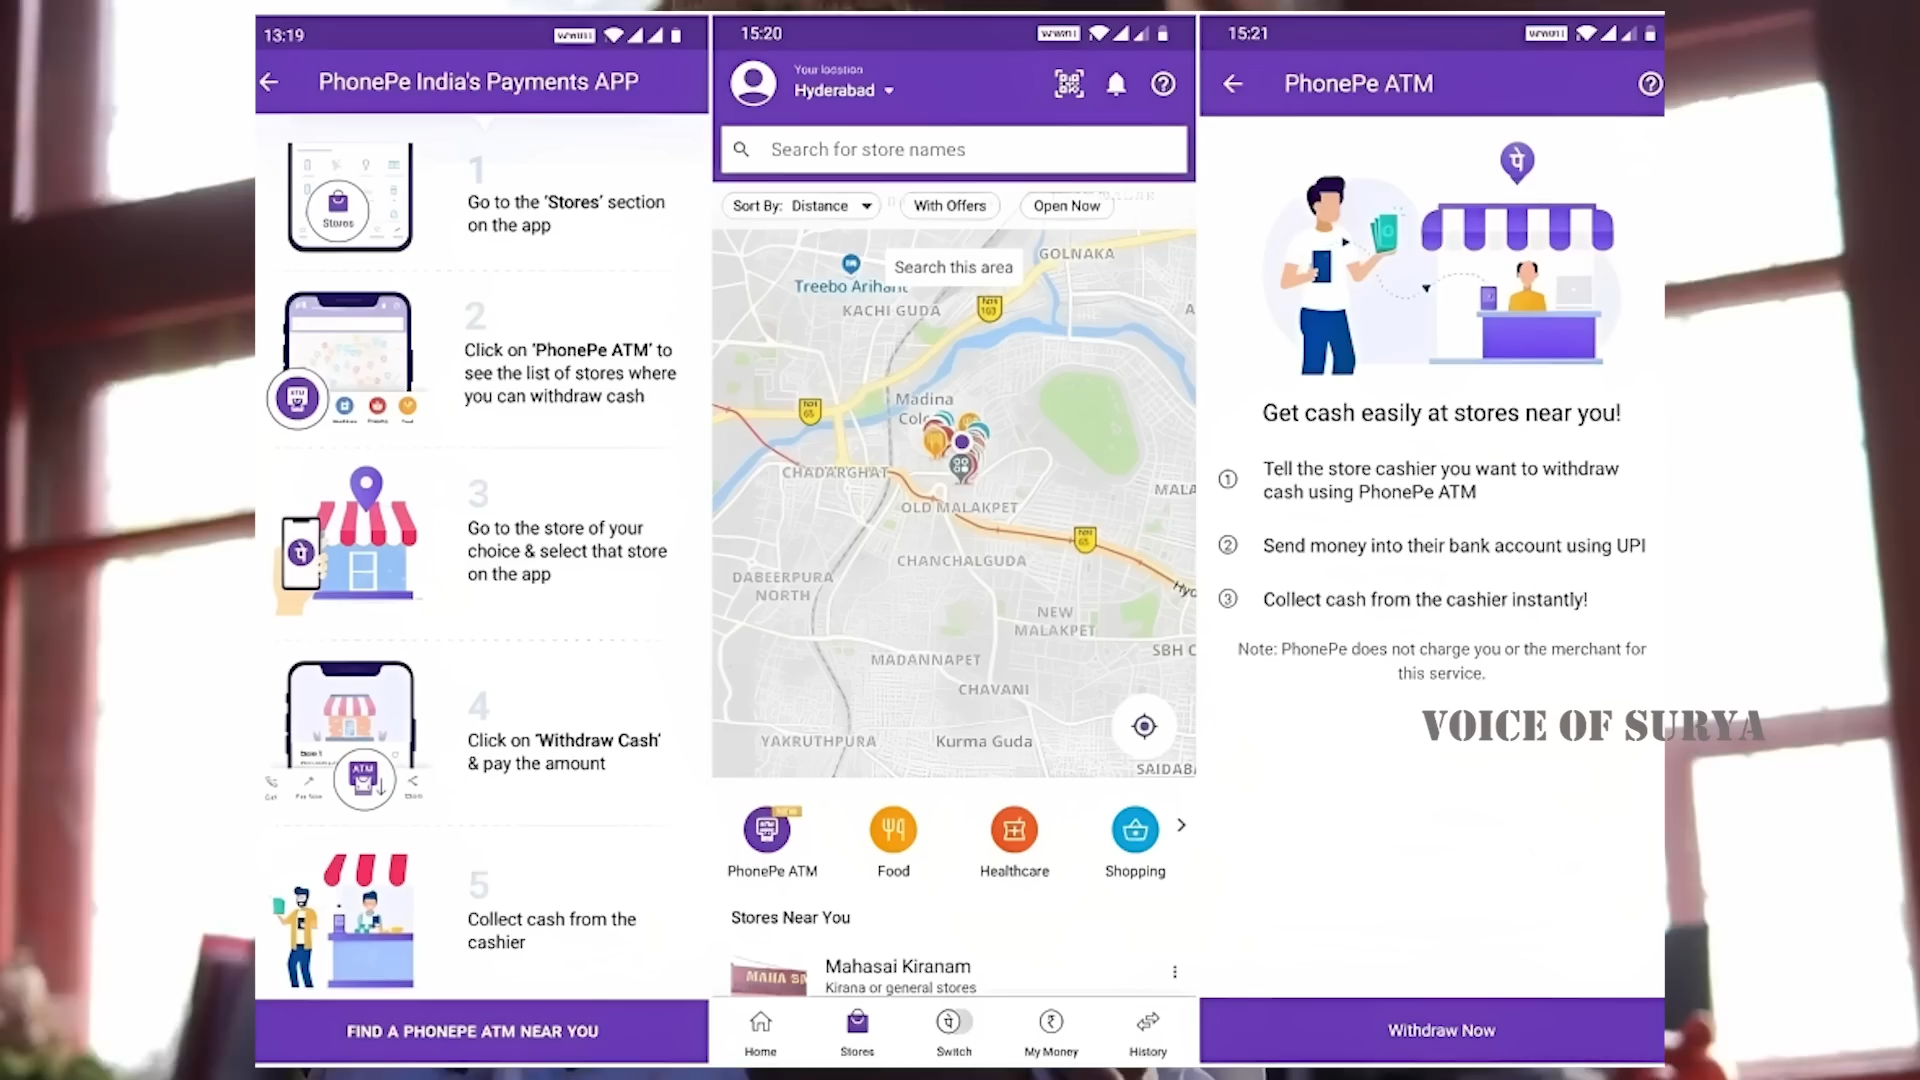 13:19
PhonePe India's Payments APP
1
Go to the 'Stores' section
on the app
Stores
2
Click on 'PhonePe ATM' to
see the list of stores where
you can withdraw cash
ATM
3
Go to the store of your
choice & select that store
on the app
पे
4
Click on 'Withdraw Cash'
& pay the amount
ATM
5
Collect cash from the
cashier
FIND A PHONEPE ATM NEAR YOU
15:20
Your location
Hyderabad
Search for store names
Sort By: Distance
With Offers
Open Now
Search this area
GOLNAKA
Treebo Arihant
KACHI GUDA
Madina
CHADARGHAT
OLD MALAKPET
MALA
CHANCHALGUDA
DABEERPURA
NORTH
NEW
MALAKPET
SBH C
MADANNAPET
CHAVANI
YAKRUTHPURA
Kurma Guda
SAIDABA
PhonePe ATM
Food
Healthcare
Shopping
Stores Near You
Mahasai Kiranam
Kirana or general stores
Home
Stores
Switch
My Money
History
15:21
PhonePe ATM
पे
Get cash easily at stores near you!
1 Tell the store cashier you want to withdraw
cash using PhonePe ATM
2 Send money into their bank account using UPI
3 Collect cash from the cashier instantly!
Note: PhonePe does not charge you or the merchant for
this service.
VOICE OF SURYA
Withdraw Now